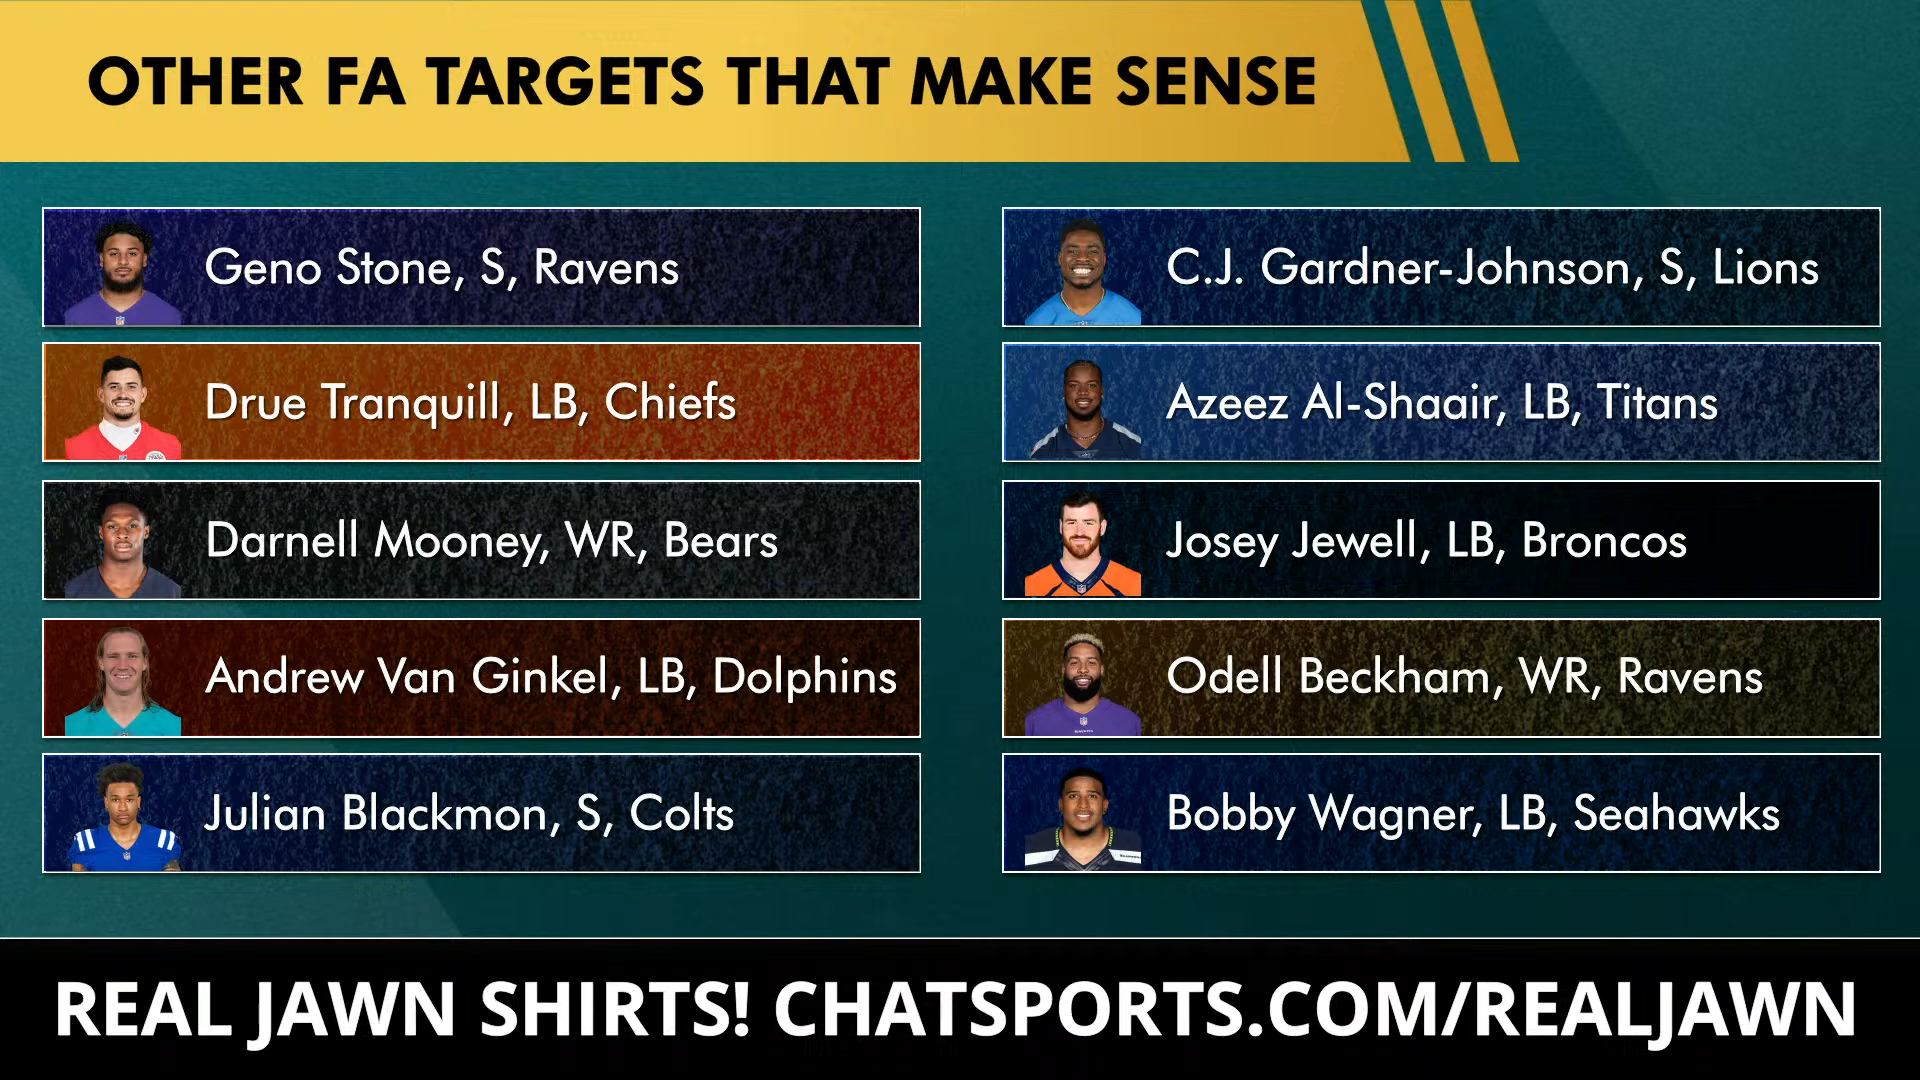 OTHER FA TARGETS THAT MAKE SENSE
Geno Stone, S, Ravens
Drue Tranquill, LB, Chiefs
Darnell Mooney, WR, Bears
Andrew Van Ginkel, LB, Dolphins
Julian Blackmon, S, Colts
C.J. Gardner-Johnson, S, Lions
Azeez Al-Shaair, LB, Titans
Josey Jewell, LB, Broncos
Odell Beckham, WR, Ravens
Bobby Wagner, LB, Seahawks
REAL JAWN SHIRTS! CHATSPORTS.COM/REALJAWN